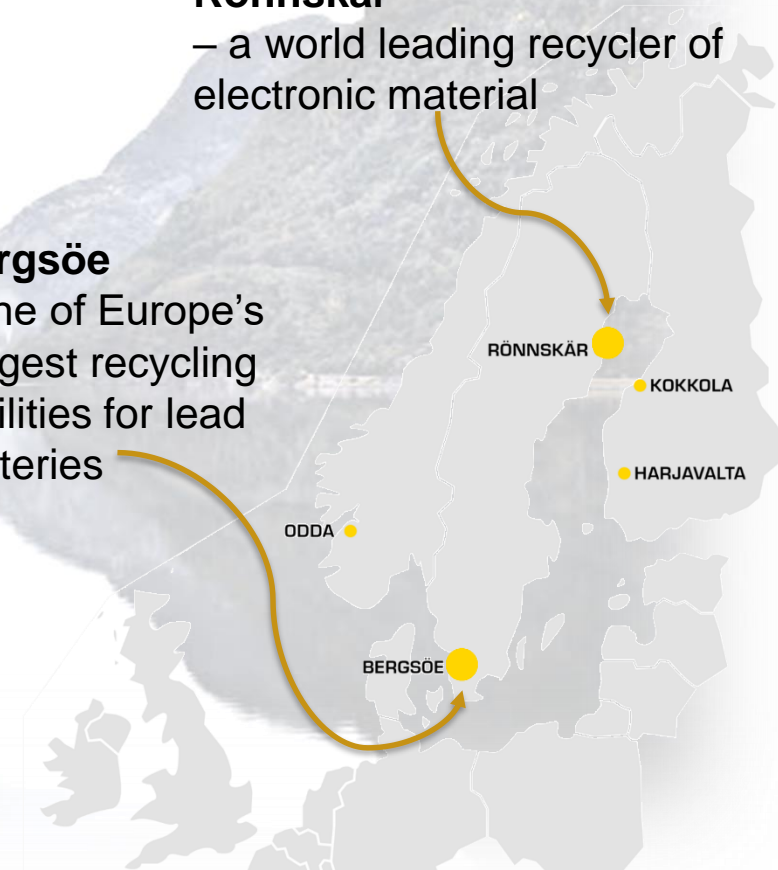 – a world leading recycler of
electronic material
rgsöe
ne of Europe’s
gest recycling
ilities for lead
teries
RÖNNSKÄR
KOKKOLA
HARJAVALTA
ODDA
BERGSÖE